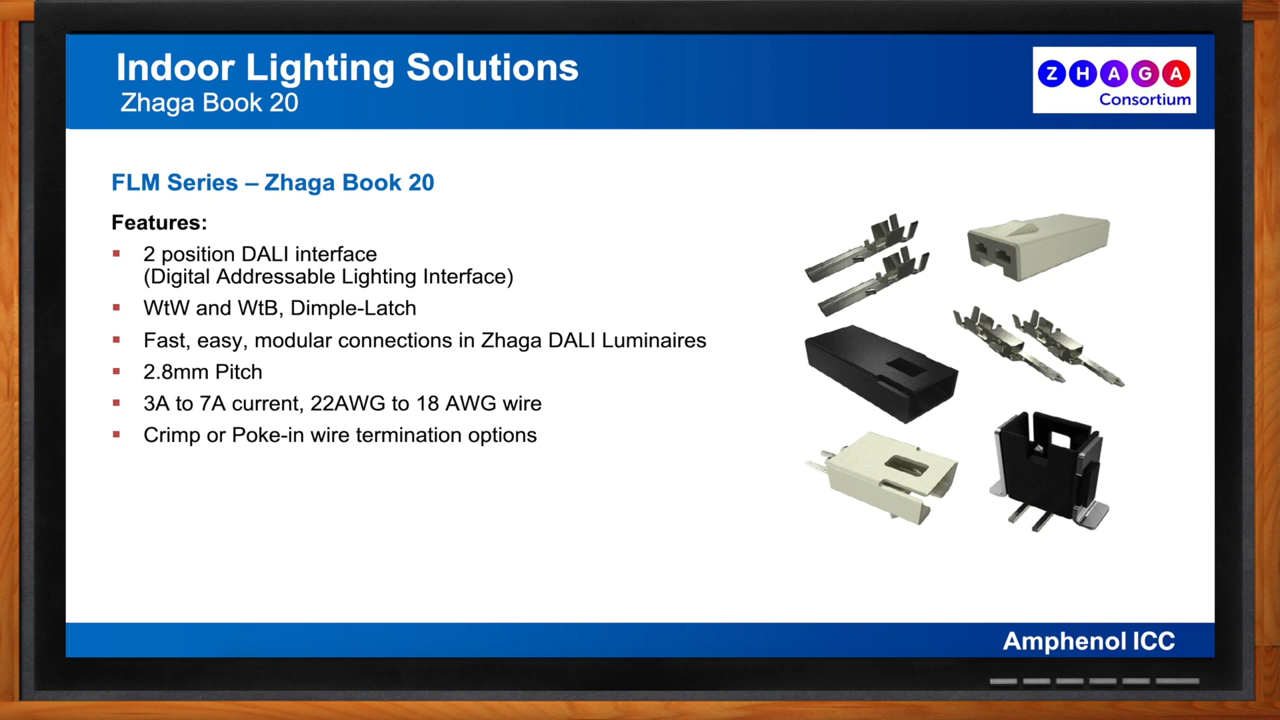 Indoor Lighting Solutions
Zhaga Book 20
ZHAGA
Consortium
FLM Series – Zhaga Book 20
Features:
▪ 2 position DALI interface
(Digital Addressable Lighting Interface)
▪ WtW and WtB, Dimple-Latch
▪ Fast, easy, modular connections in Zhaga DALI Luminaires
▪ 2.8mm Pitch
▪ 3A to 7A current, 22AWG to 18 AWG wire
▪ Crimp or Poke-in wire termination options
Amphenol ICC